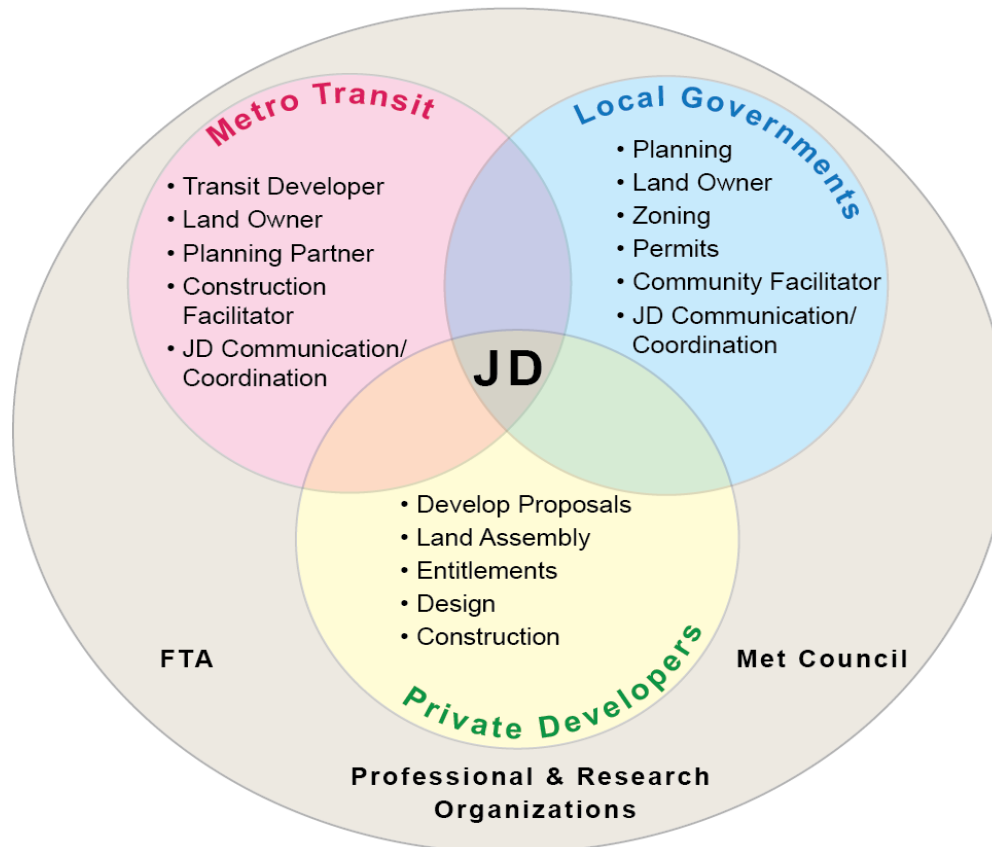 Metro Transit
• Transit Developer
• Land Owner
• Planning Partner
• Construction
Facilitator
• JD Communication/
Coordination
Local Governments
• Planning
• Land Owner
• Zoning
• Permits
• Community Facilitator
• JD Communication/
Coordination
JD
• Develop Proposals
• Land Assembly
• Entitlements
• Design
• Construction
Private Developers
FTA
Met Council
Professional & Research
Organizations